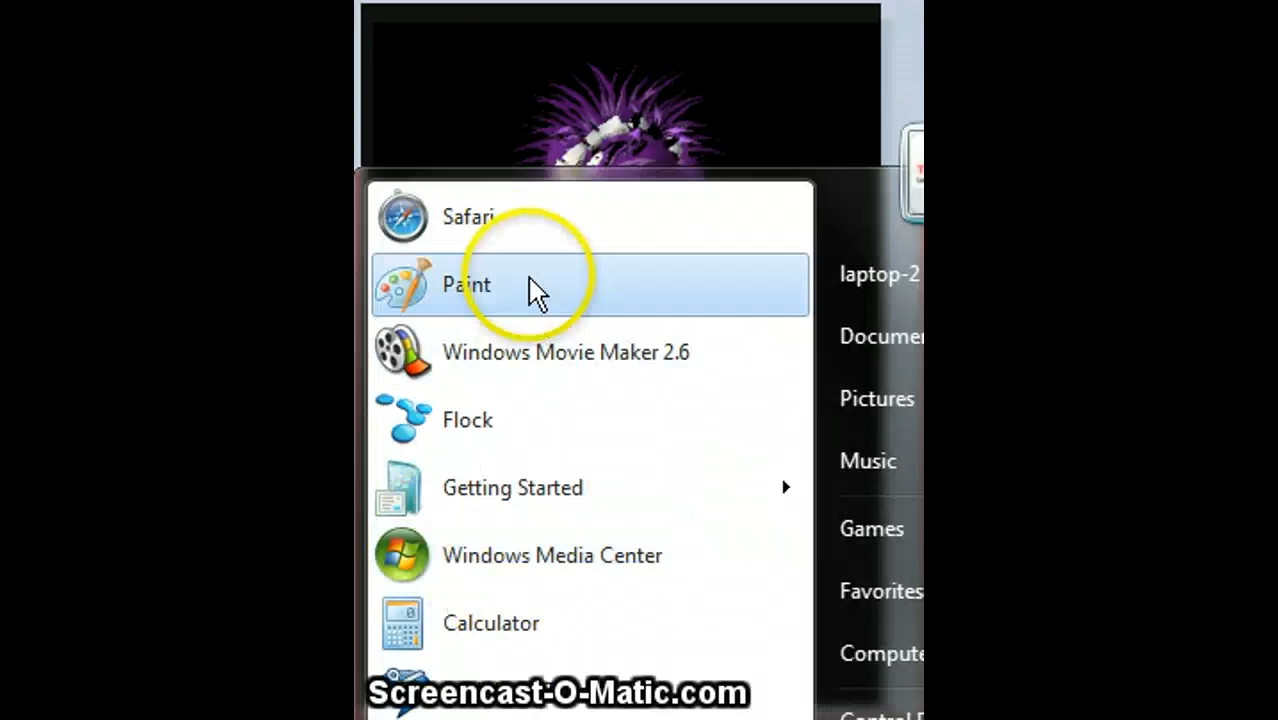 Safari
Paint
Windows Movie Maker 2.6
Flock
Getting Started
Windows Media Center
Calculator
laptop-2
Documen
Pictures
Music
Games
Favorites
Compute
Screencast-O-Matic.com